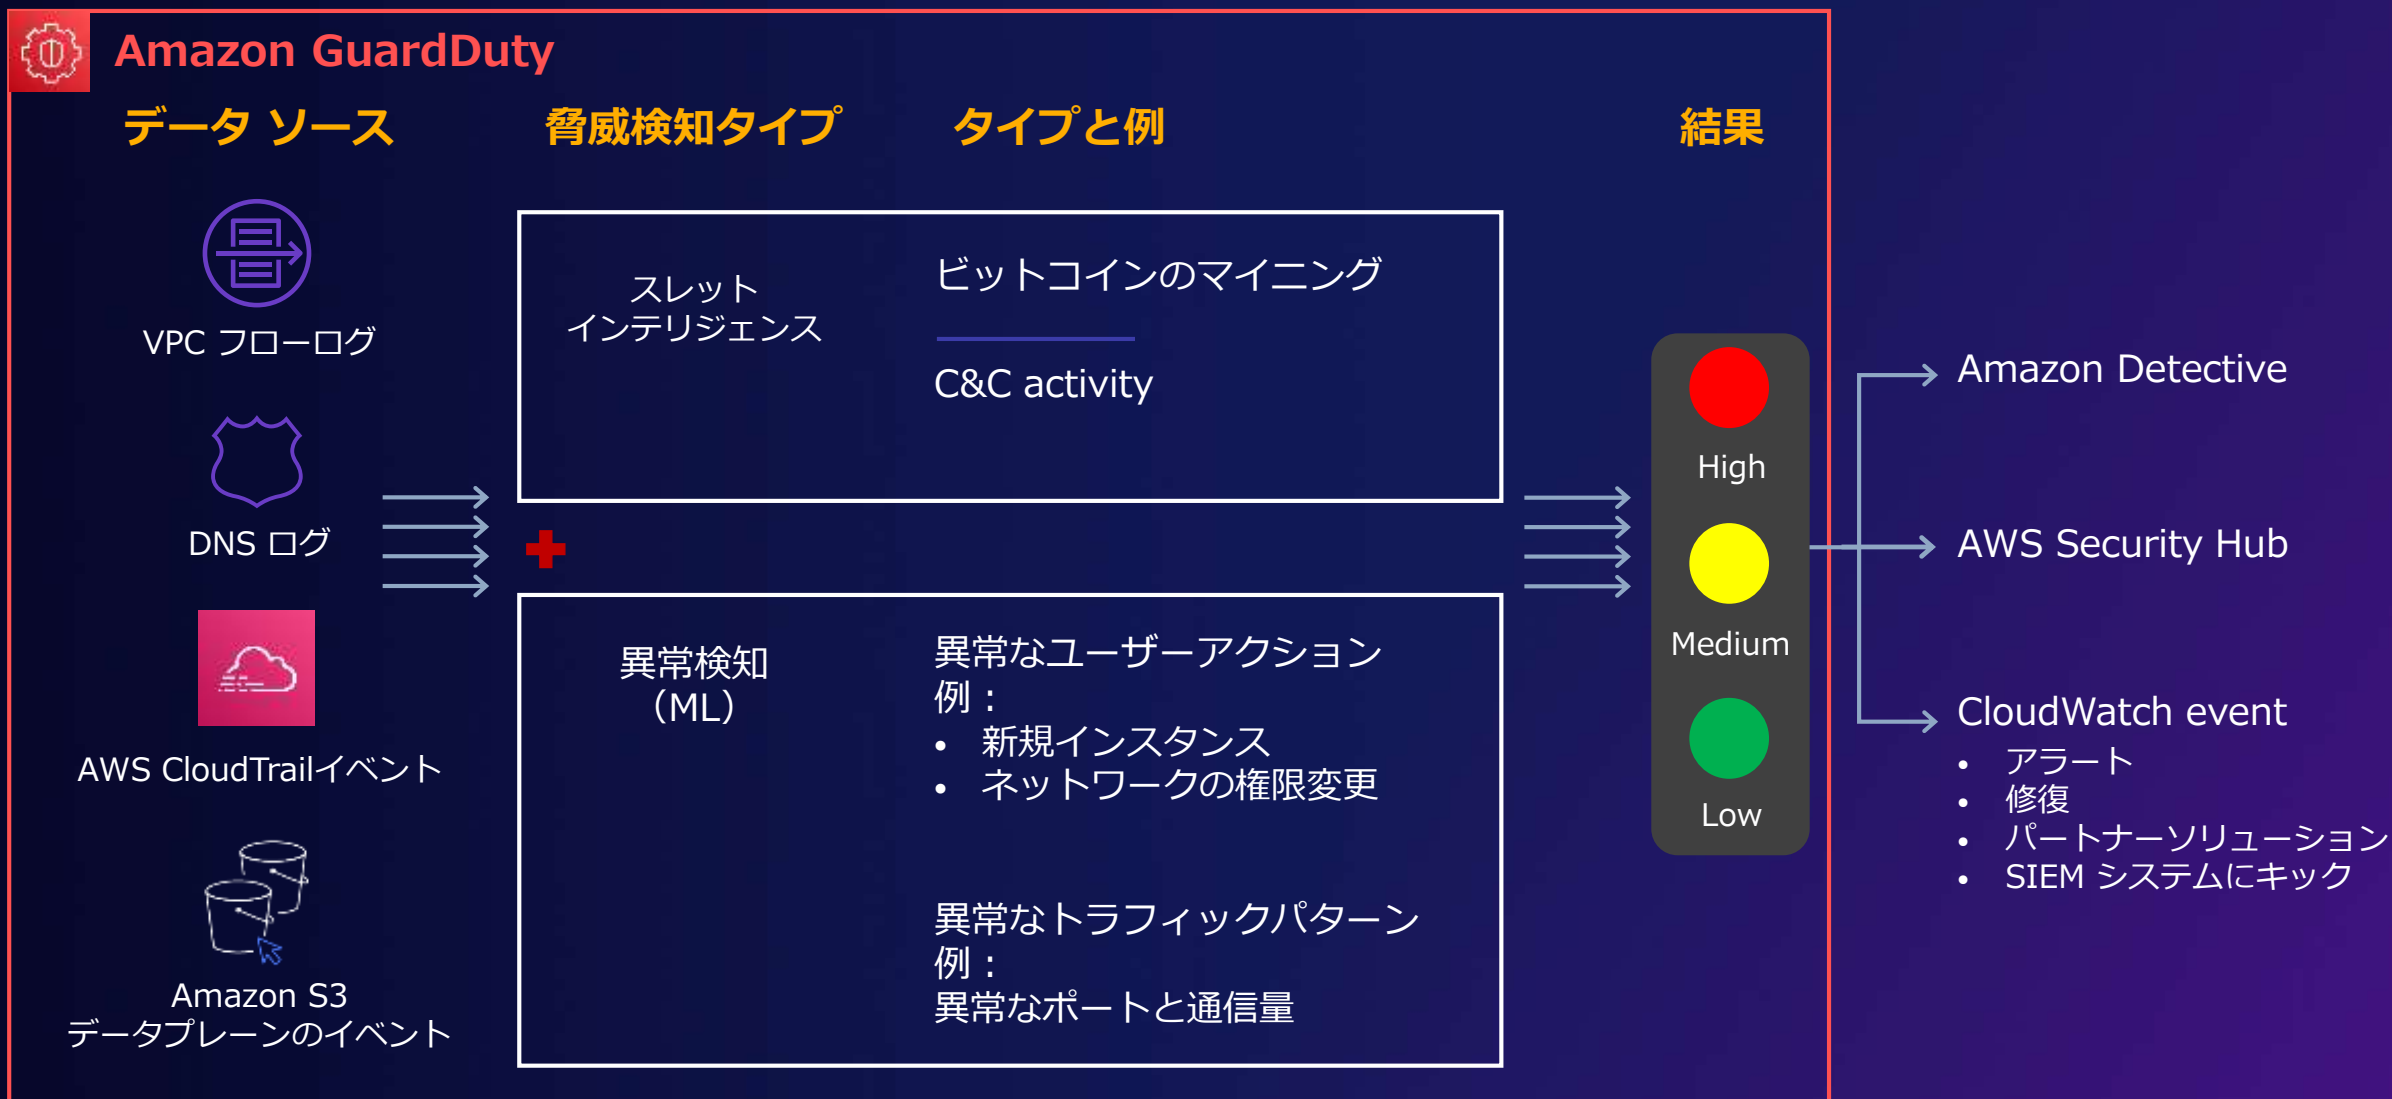 Amazon GuardDuty
データ ソース
脅威検知タイプ
タイプと例
結果
VPC フローログ
DNS ログ
AWS CloudTrailイベント
Amazon S3
データプレーンのイベント
スレット
インテリジェンス
ビットコインのマイニング
C&C activity
異常検知
（ML）
異常なユーザーアクション
例：
• 新規インスタンス
• ネットワークの権限変更
異常なトラフィックパターン
例：
異常なポートと通信量
High
Medium
Low
Amazon Detective
AWS Security Hub
CloudWatch event
• アラート
• 修復
• パートナーソリューション
• SIEM システムにキック